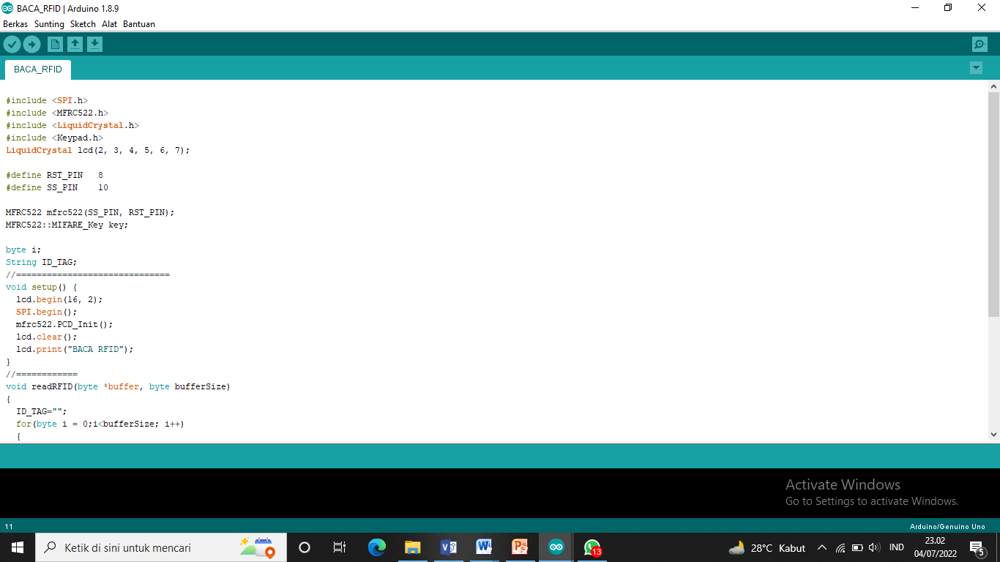 BACA_RFID | Arduino 1.8.9
Berkas Sunting Sketch Alat Bantuan
BACA_RFID
#include <SPI.h>
#include <MFRC522.h>
#include <LiquidCrystal.h>
#include <Keypad.h>
LiquidCrystal lcd(2, 3, 4, 5, 6, 7);
#define RST_PIN   8
#define SS_PIN    10
MFRC522 mfrc522(SS_PIN, RST_PIN);
MFRC522::MIFARE_Key key;
byte i;
String ID_TAG;
//==============================
void setup() {
  lcd.begin(16, 2);
  SPI.begin();
  mfrc522.PCD_Init();
  lcd.clear();
  lcd.print("BACA RFID");
}
//============
void readRFID(byte *buffer, byte bufferSize)
{
  ID_TAG="";
  for(byte i = 0;i<bufferSize; i++)
  {
Activate Windows
Go to Settings to activate Windows.
11
Arduino/Genuino Uno
Ketik di sini untuk mencari
13
28°C Kabut
IND
23.02
04/07/2022
5